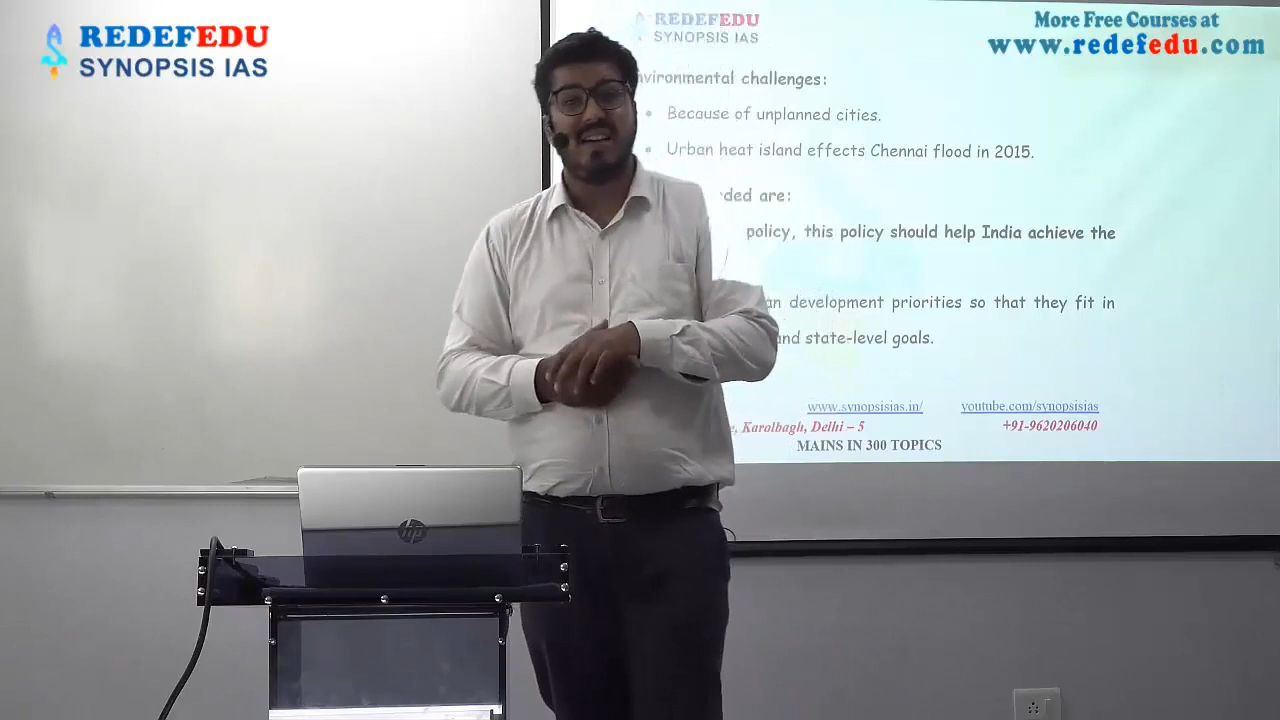 REDEFEDU
SYNOPSIS IAS
More Free Courses at
www.redefedu.com
REDEFEDU
SYNOPSIS IAS
nvironmental challenges:
• Because of unplanned cities.
• Urban heat island effects Chennai flood in 2015.
ded are:
policy, this policy should help India achieve the
an development priorities so that they fit in
and state-level goals.
www.synopsisias.in/ youtube.com/synopsisias
e, Karolbagh, Delhi – 5 +91-9620206040
MAINS IN 300 TOPICS
hp